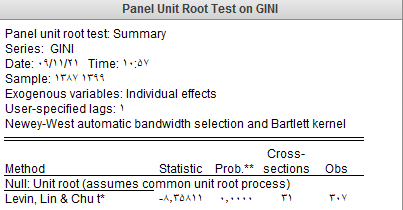 Panel Unit Root Test on GINI
Panel unit root test: Summary
Series: GINI
Date: ۰۹/۱۱/۲۱ Time: ۱۰:۵۷
Sample: ۱۳۸۷ ۱۳۹۹
Exogenous variables: Individual effects
User-specified lags: ۱
Newey-West automatic bandwidth selection and Bartlett kernel
Cross-
Method Statistic Prob.** sections Obs
Null: Unit root (assumes common unit root process)
Levin, Lin & Chu t* -۸,۳۵۸۱۱ ۰,۰۰۰۰ ۳۱ ۳۰۷